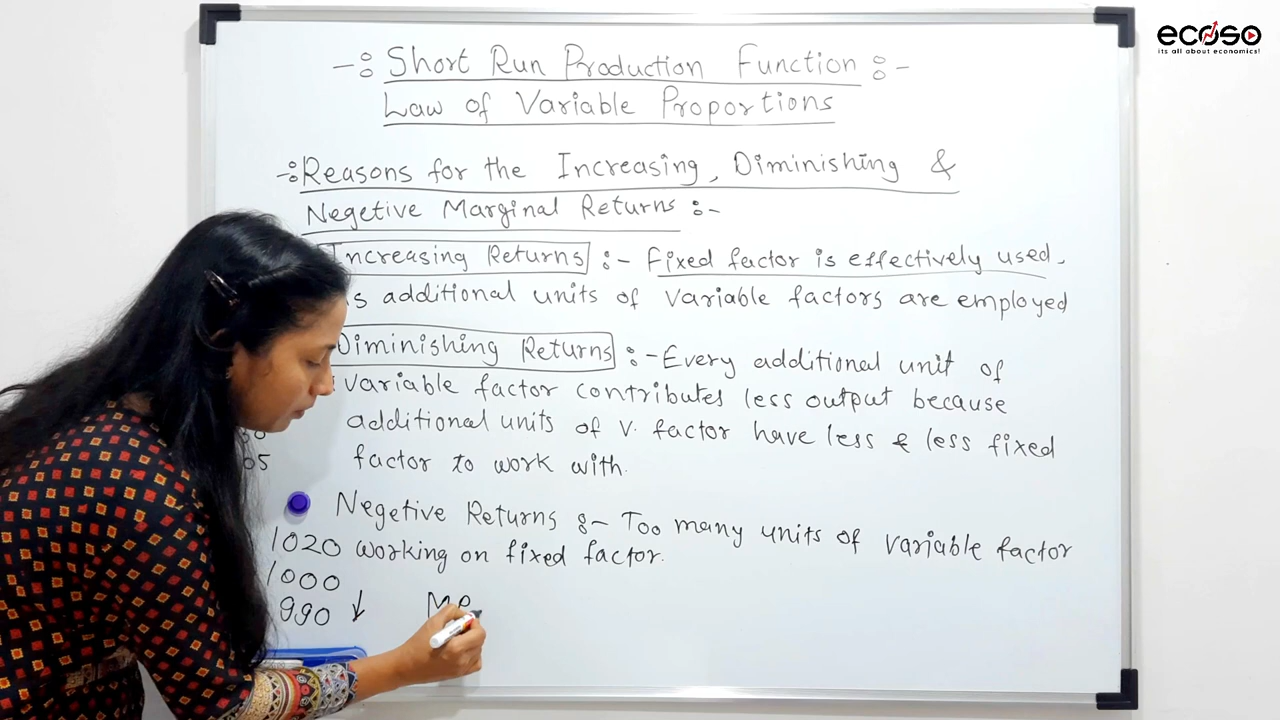 ecoso
its all about economics!
-: Short Run Production Function :-
Law of Variable Proportions
-: Reasons for the Increasing, Diminishing &
Negetive Marginal Returns :-
Increasing Returns :- Fixed factor is effectively used.
additional units of variable factors are employed
Diminishing Returns :- Every additional unit of
variable factor contributes less output because
additional units of V. factor have less & less fixed
factor to work with.
Negetive Returns :- Too many units of variable factor
1020 working on fixed factor.
1000
990 ↓ MP